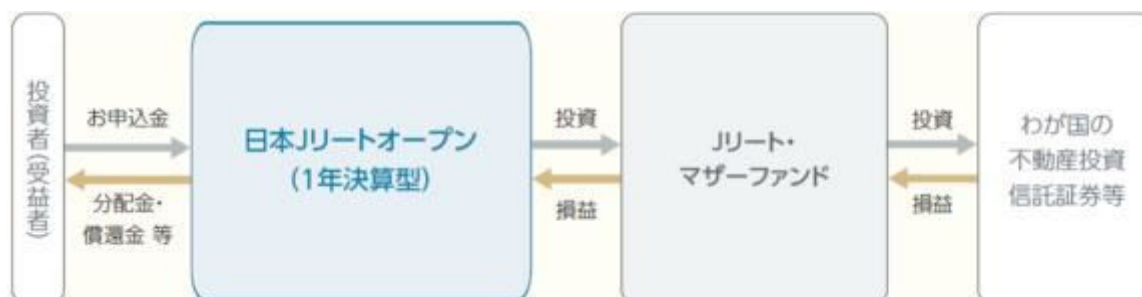 投資者(受益者)
お申込金
分配金・
償還金 等
日本Jリートオープン
(1年決算型)
投資
損益
Jリート・
マザーファンド
投資
損益
わが国の
不動産投資
信託証券等